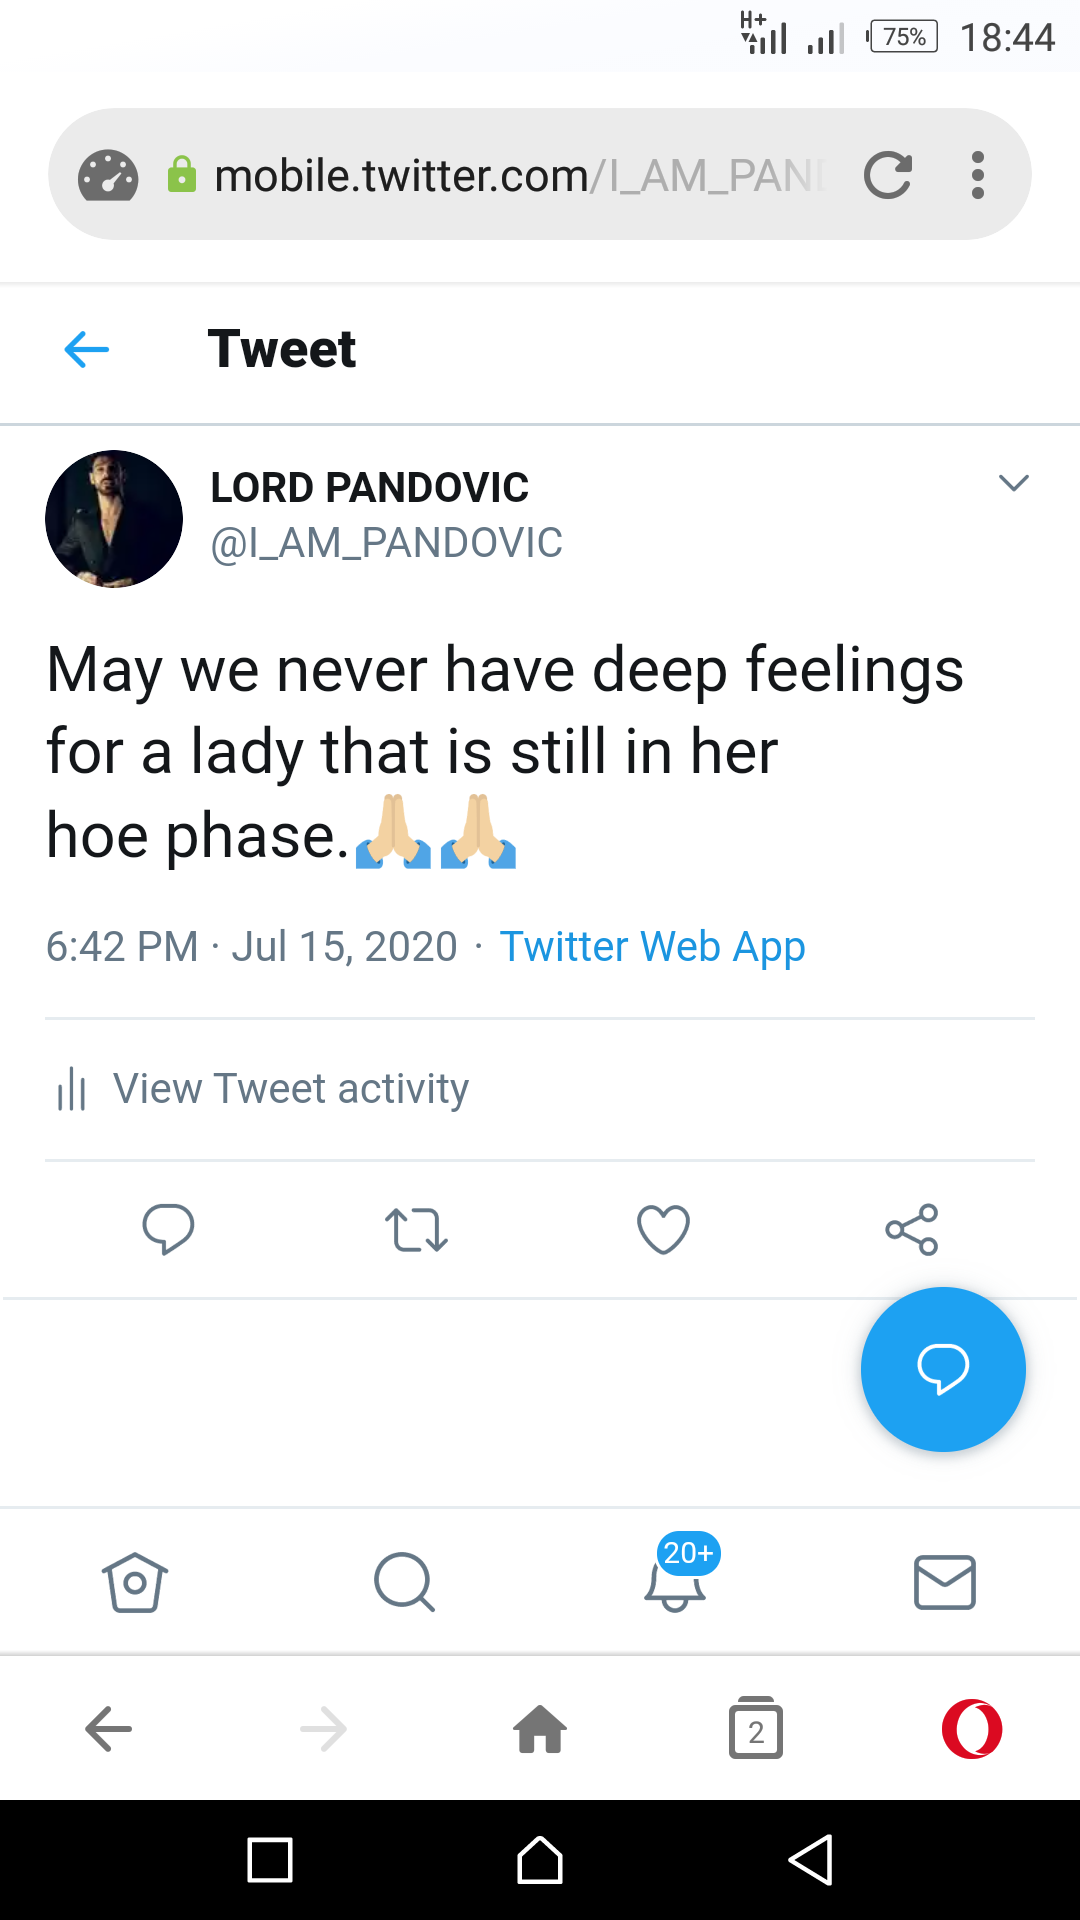 H+
75%
18:44
mobile.twitter.com/I_AM_PAN
Tweet
LORD PANDOVIC
@I_AM_PANDOVIC
May we never have deep feelings
for a lady that is still in her
hoe phase.🙏🏼🙏🏼
6:42 PM · Jul 15, 2020 · Twitter Web App
View Tweet activity
20+
2